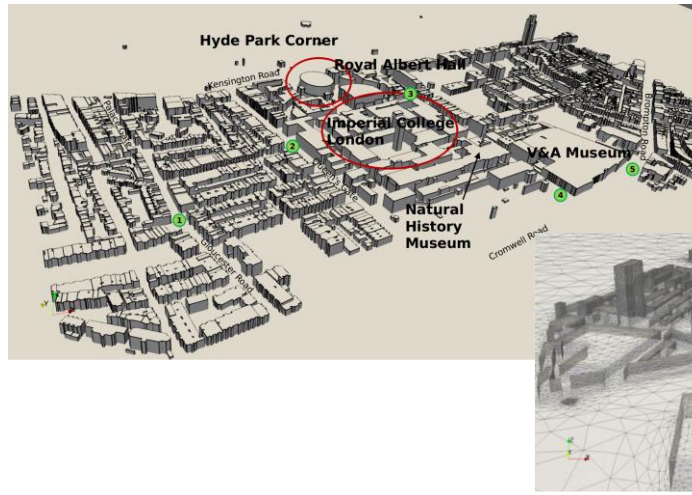 Hyde Park Corner
Royal Albert Hall
Kensington Road
3
Imperial College
London
Brompton Road
2
V&A Museum
5
4
Natural
History
Museum
1
Gloucester Road
Cromwell Road